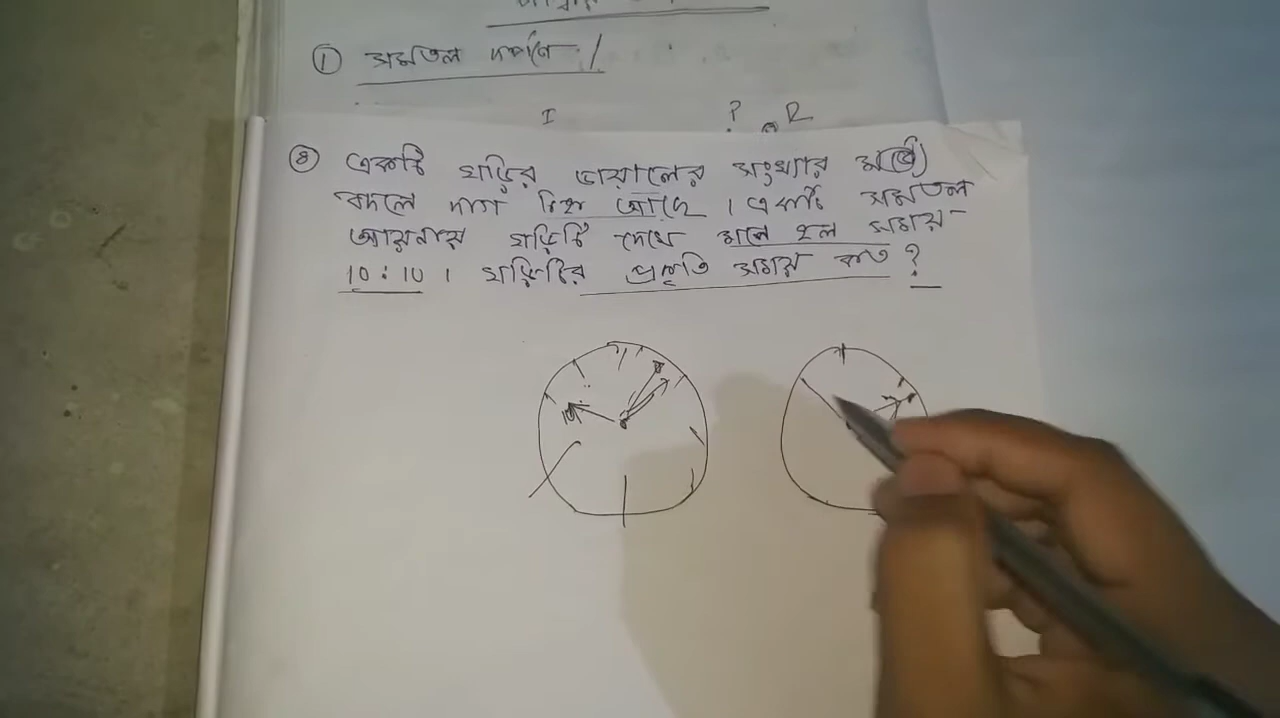 ① সমতল দর্পণে /
I ? R
④ একটি ঘড়ির ডায়ালের সংখ্যার
বদলে দাগ চিহ্ন আছে । একটি সমতল
আয়নায় ঘড়িটি দেখে মনে হল সময়
10:10 । ঘড়িটির প্রকৃতি সময় কত ?